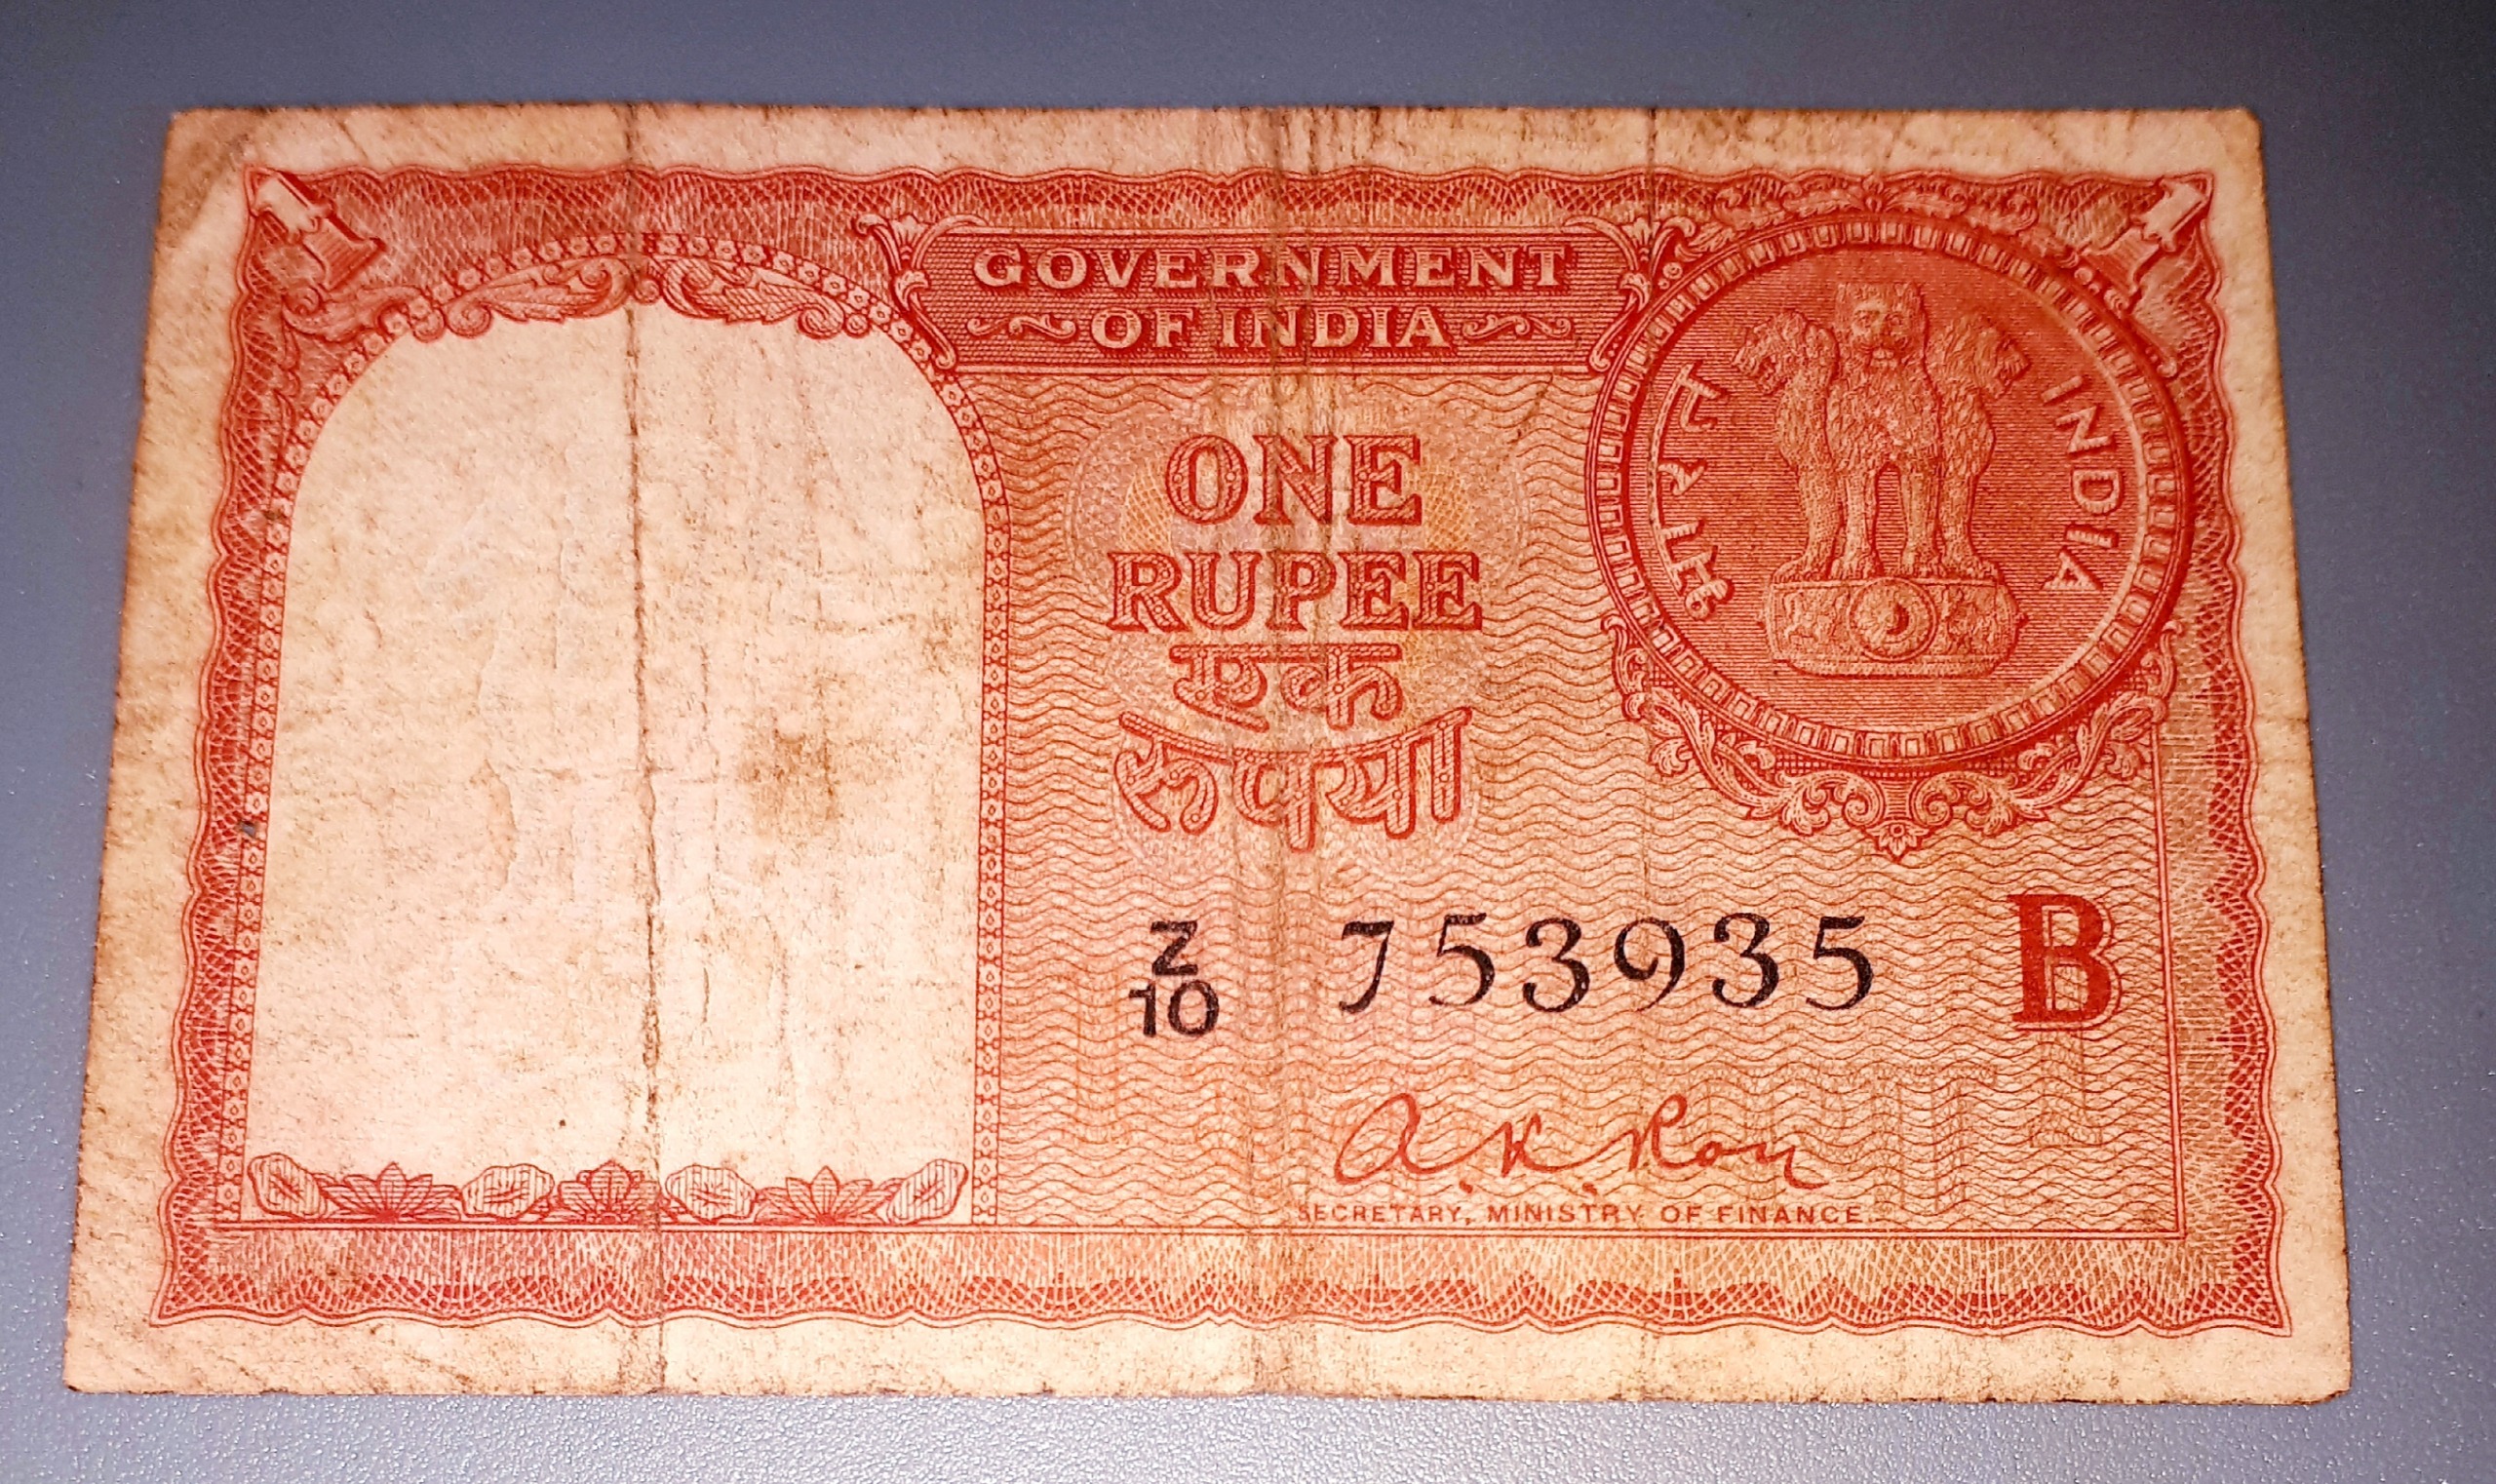 1
1
GOVERNMENT
OF INDIA
भारत
INDIA
ONE
RUPEE
एक
रुपया
Z
10
753935
B
A. K. Roy
SECRETARY, MINISTRY OF FINANCE.